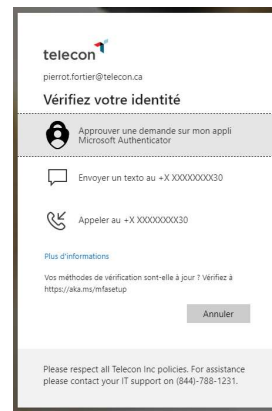 telecon
pierrot.fortier@telecon.ca
Vérifiez votre identité
Approuver une demande sur mon appli
Microsoft Authenticator
Envoyer un texto au +X XXXXXXXX30
Appeler au +X XXXXXXXX30
Plus d'informations
Vos méthodes de vérification sont-elle à jour ? Vérifiez à
https://aka.ms/mfasetup
Annuler
Please respect all Telecon Inc policies. For assistance
please contact your IT support on (844)-788-1231.